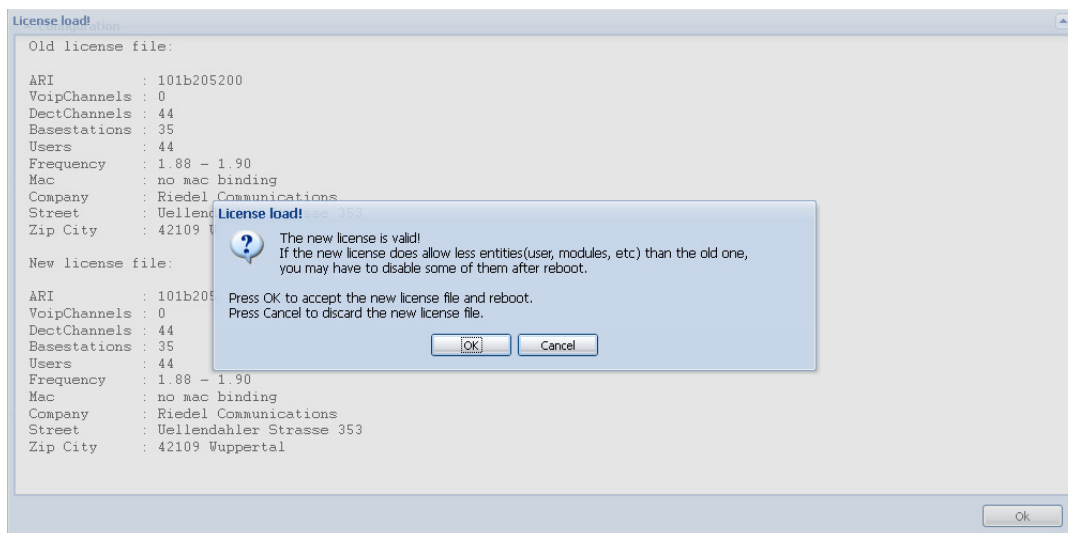 License load!
Configuration
Old license file:
ARI : 101b205200
VoipChannels : 0
DectChannels : 44
Basestations : 35
Users : 44
Frequency : 1.88 - 1.90
Mac : no mac binding
Company : Riedel Communications
Street : Uellend sse 353
Zip City : 42109
New license file:
ARI : 101b205
VoipChannels : 0
DectChannels : 44
Basestations : 35
Users : 44
Frequency : 1.88 - 1.90
Mac : no mac binding
Company : Riedel Communications
Street : Uellendahler Strasse 353
Zip City : 42109 Wuppertal
License load!
The new license is valid!
If the new license does allow less entities(user, modules, etc) than the old one,
you may have to disable some of them after reboot.
Press OK to accept the new license file and reboot.
Press Cancel to discard the new license file.
OK Cancel
Ok